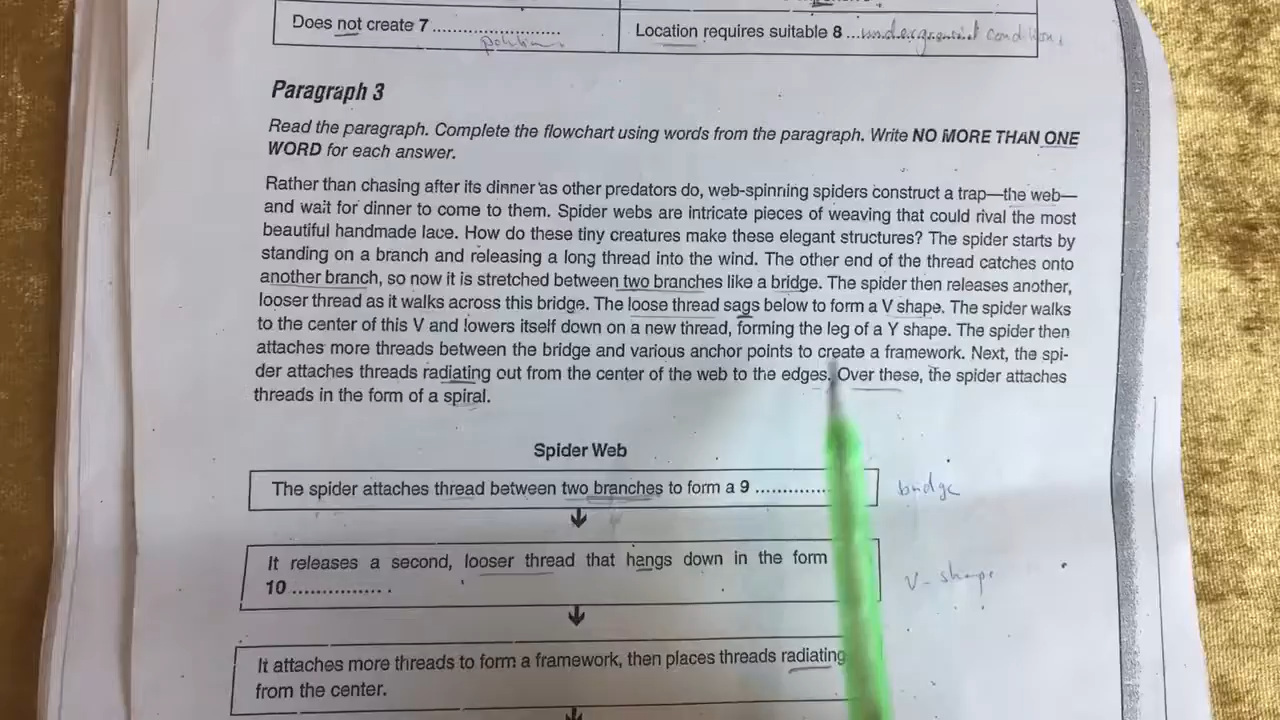 Does not create 7 ..............................
Location requires suitable 8 ...
Paragraph 3
Read the paragraph. Complete the flowchart using words from the paragraph. Write NO MORE THAN ONE
WORD for each answer.
Rather than chasing after its dinner as other predators do, web-spinning spiders construct a trap—the web—
and wait for dinner to come to them. Spider webs are intricate pieces of weaving that could rival the most
beautiful handmade lace. How do these tiny creatures make these elegant structures? The spider starts by
standing on a branch and releasing a long thread into the wind. The other end of the thread catches onto
another branch, so now it is stretched between two branches like a bridge. The spider then releases another,
looser thread as it walks across this bridge. The loose thread sags below to form a V shape. The spider walks
to the center of this V and lowers itself down on a new thread, forming the leg of a Y shape. The spider then
attaches more threads between the bridge and various anchor points to create a framework. Next, the spi-
der attaches threads radiating out from the center of the web to the edges. Over these, the spider attaches
threads in the form of a spiral.
Spider Web
The spider attaches thread between two branches to form a 9 ..............
bridge
It releases a second, looser thread that hangs down in the form
10 ................. .
V-shape
It attaches more threads to form a framework, then places threads radiating
from the center.